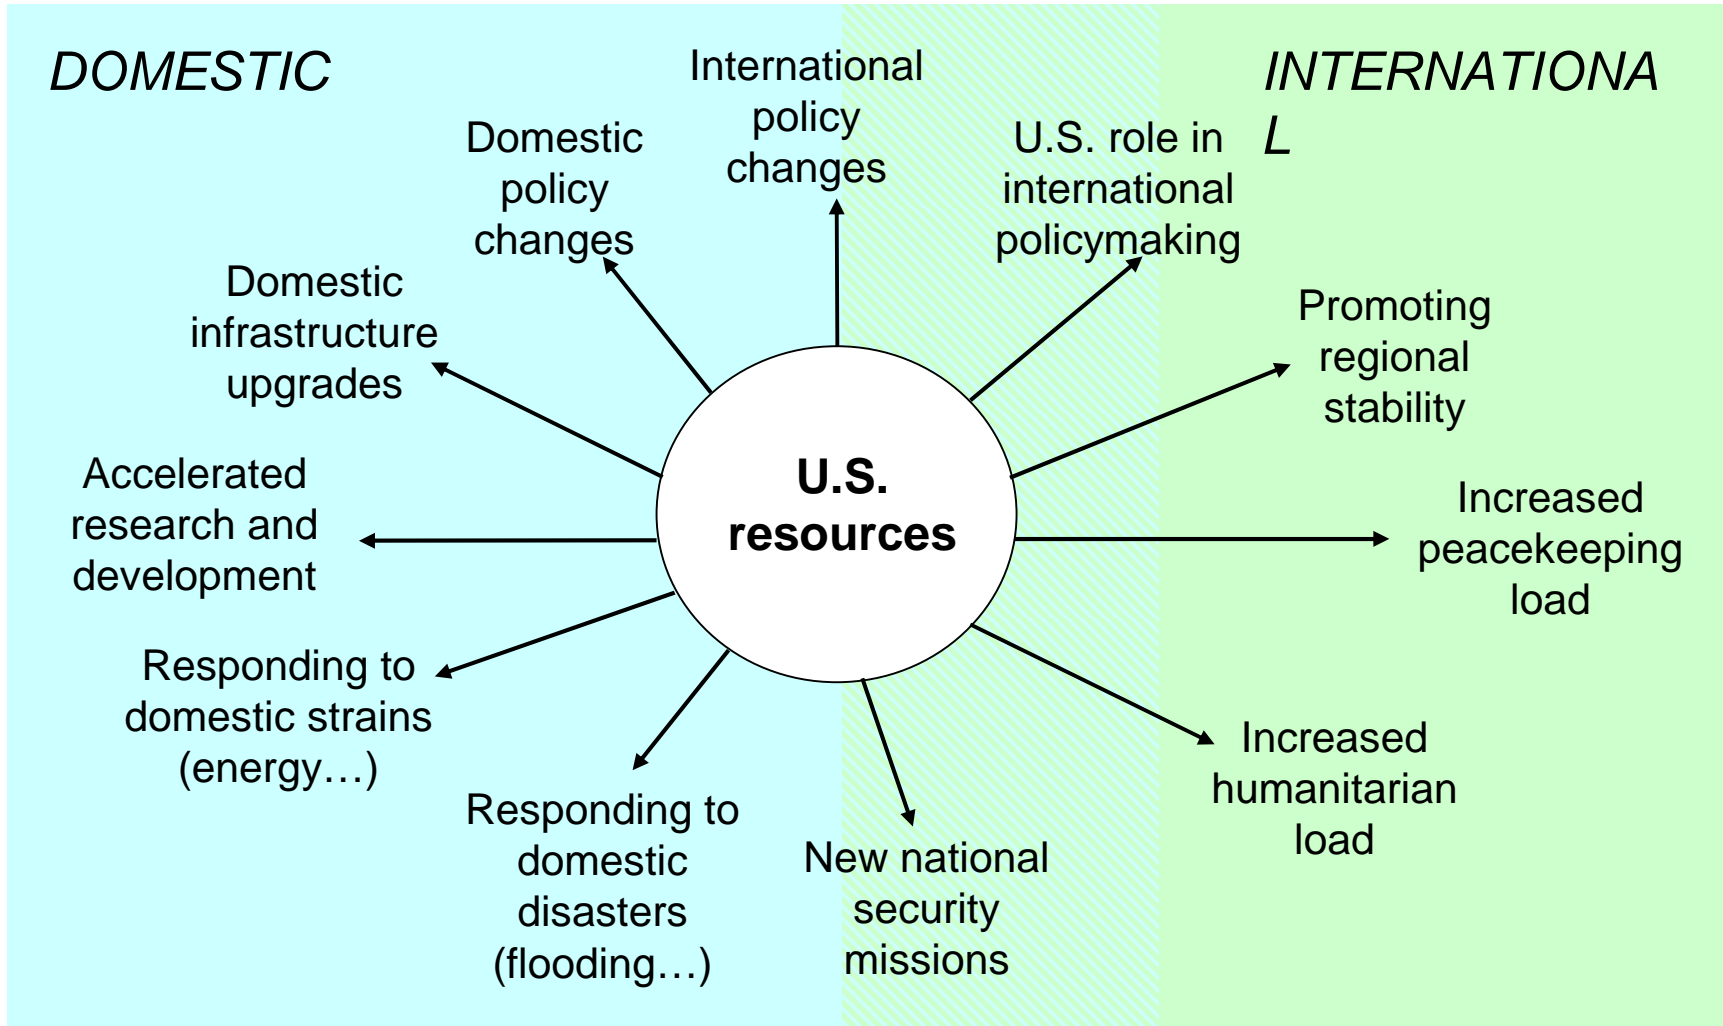 DOMESTIC
INTERNATIONA
L
International
policy
changes
Domestic
policy
changes
U.S. role in
international
policymaking
Domestic
infrastructure
upgrades
Promoting
regional
stability
Accelerated
research and
development
U.S.
resources
Increased
peacekeeping
load
Responding to
domestic strains
(energy…)
Increased
humanitarian
load
Responding to
domestic
disasters
(flooding…)
New national
security
missions